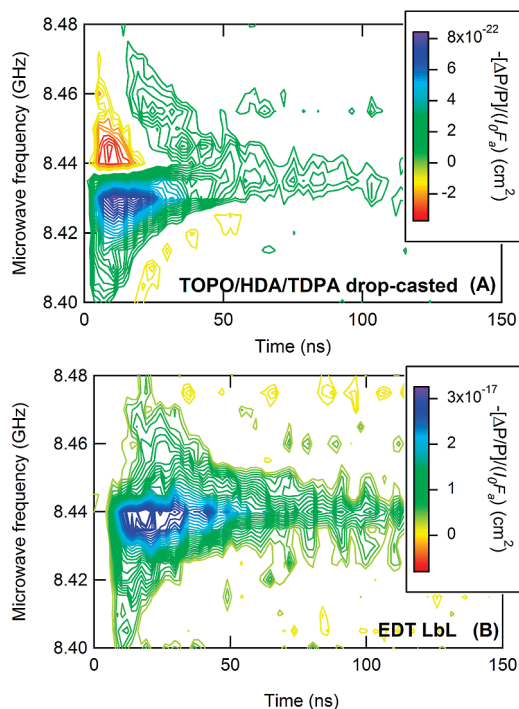 8.48
8.46
8.44
8.42
8.40
Microwave frequency (GHz)
0
50
100
150
Time (ns)
TOPO/HDA/TDPA drop-casted (A)
8x10-22
6
4
2
0
-2
-[ΔP/P]/(I0Fa) (cm2)
8.48
8.46
8.44
8.42
8.40
Microwave frequency (GHz)
0
50
100
150
Time (ns)
EDT LbL (B)
3x10-17
2
1
0
-[ΔP/P]/(I0Fa) (cm2)